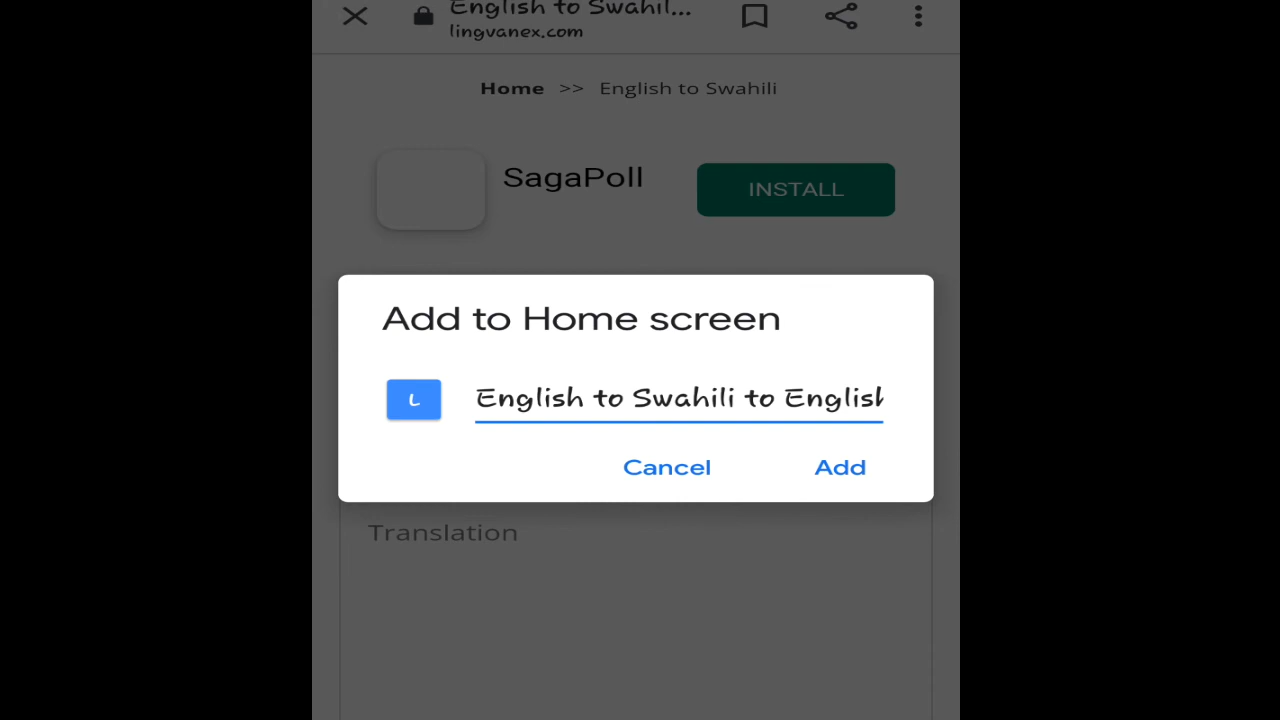 English to Swahil...
lingvanex.com
Home >> English to Swahili
SagaPoll
INSTALL
Add to Home screen
L
English to Swahili to English
Cancel
Add
Translation